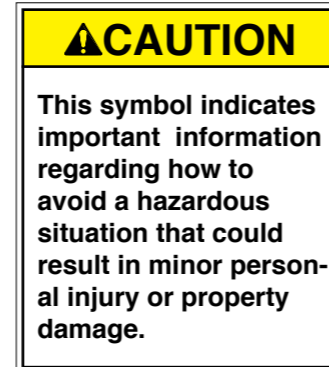 CAUTION
This symbol indicates
important information
regarding how to
avoid a hazardous
situation that could
result in minor person-
al injury or property
damage.